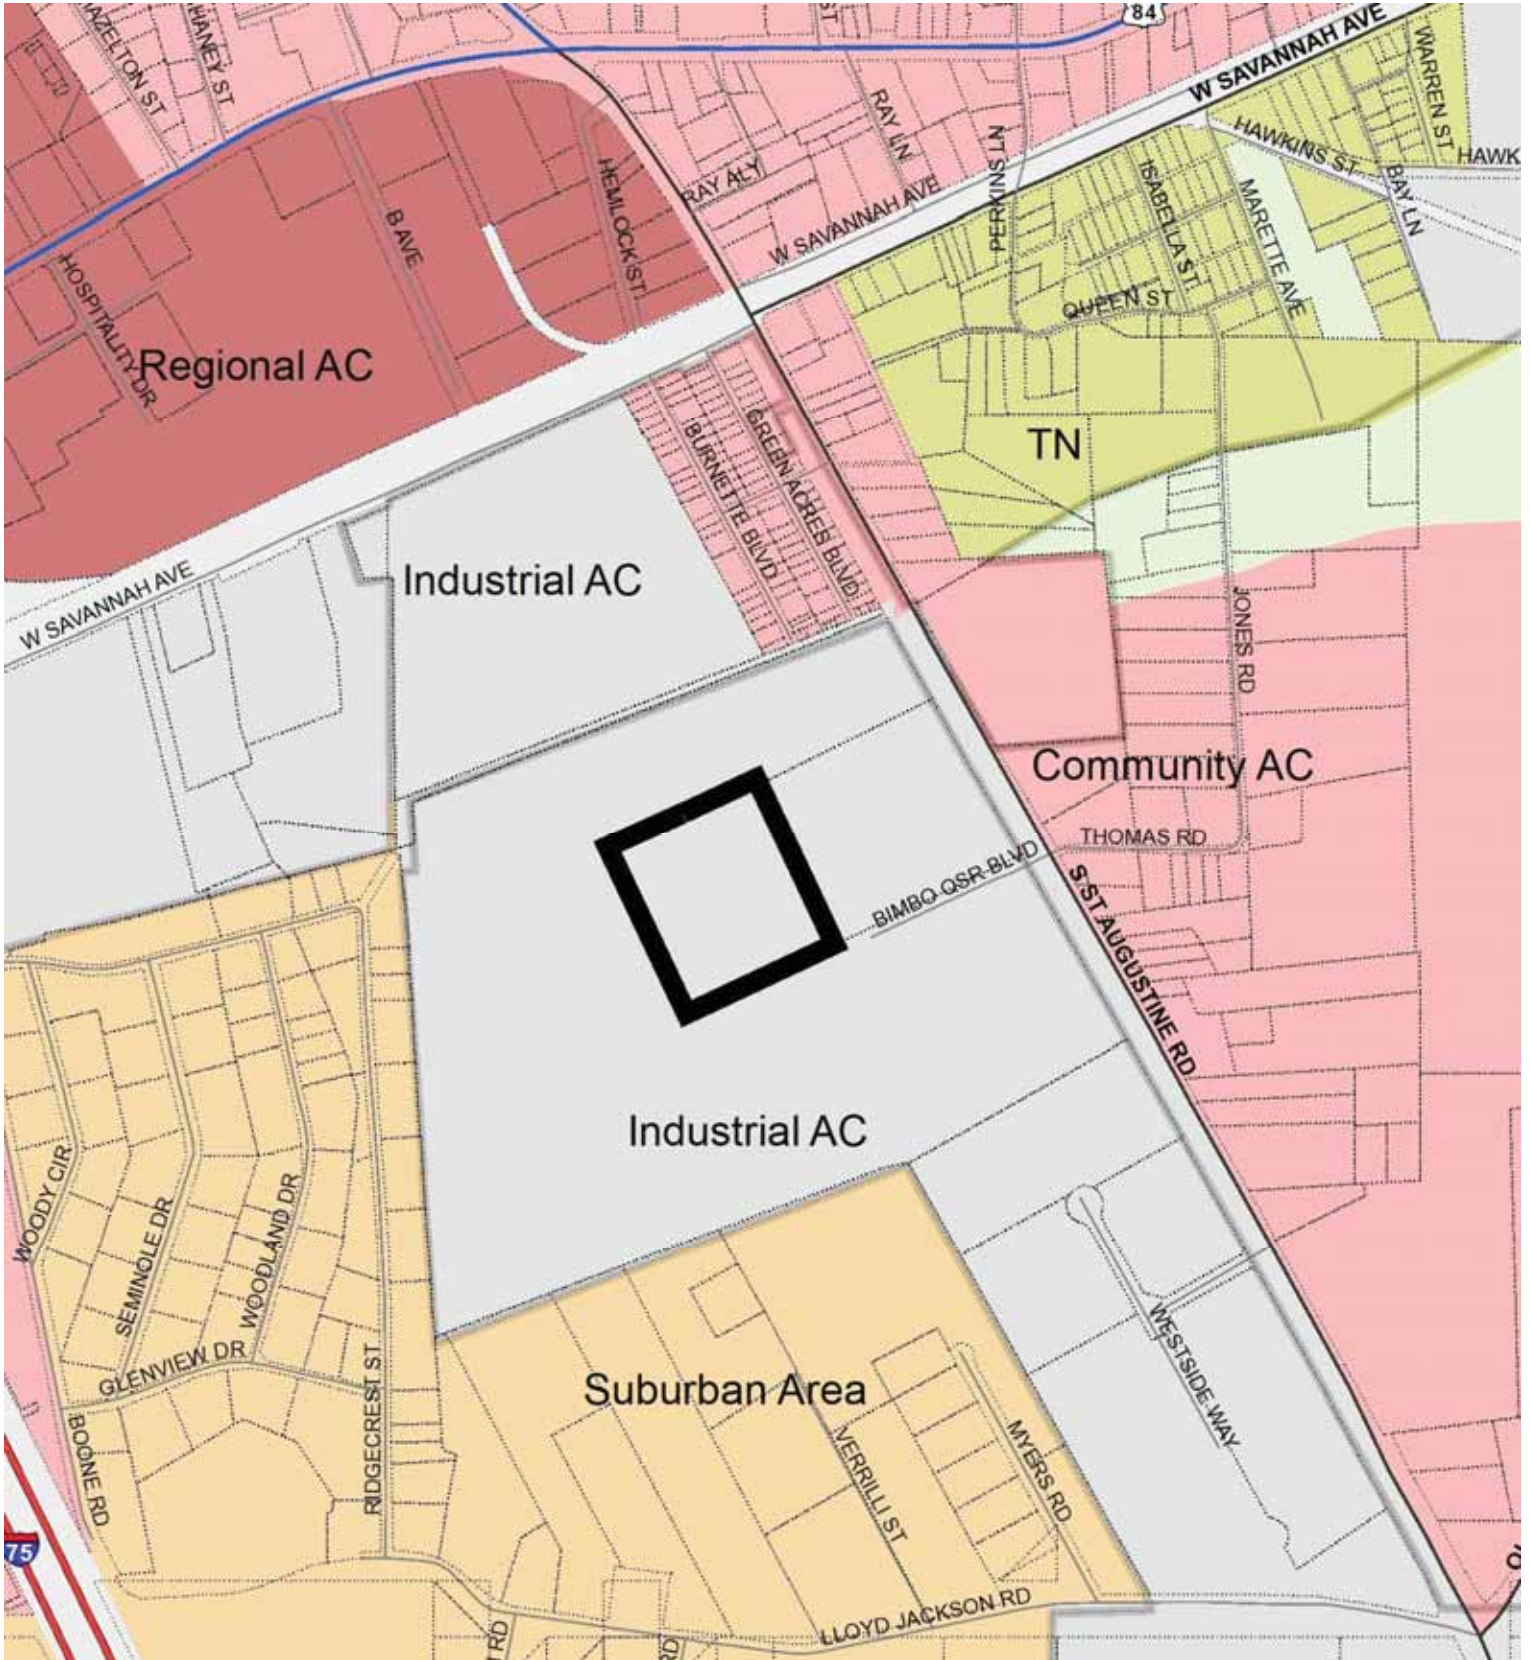 HAZELTON ST
HANEY ST
ST
84
W SAVANNAH AVE
WARREN ST
RAY LN
PERKINS LN
HAWKINS ST
HAWK
RAY ALY
HEMLOCK ST
ISABELLA ST
MARETTE AVE
BAY LN
B AVE
W SAVANNAH AVE
HOSPITALITY DR
QUEEN ST
Regional AC
TN
BURNETTE BLVD
GREEN ACRES BLVD
Industrial AC
W SAVANNAH AVE
JONES RD
Community AC
THOMAS RD
BIMBO QSR BLVD
S ST AUGUSTINE RD
Industrial AC
WOODY CIR
SEMINOLE DR
WOODLAND DR
GLENVIEW DR
RIDGECREST ST
WESTSIDE WAY
Suburban Area
BOONE RD
VERRILLI ST
MYERS RD
75
LLOYD JACKSON RD
RD
RD